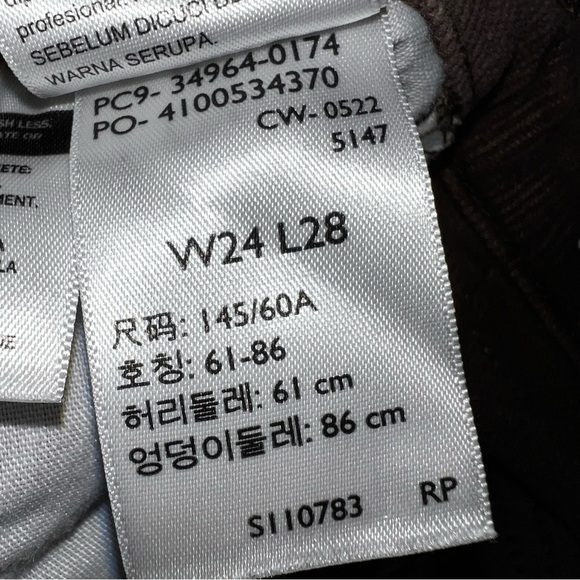 profesional.
SEBELUM DICUCI
WARNA SERUPA.
PC9- 34964-0174
PO- 4100534370
CW- 0522
5147
W24 L28
尺码: 145/60A
호칭: 61-86
허리둘레: 61 cm
엉덩이둘레: 86 cm
S110783 RP